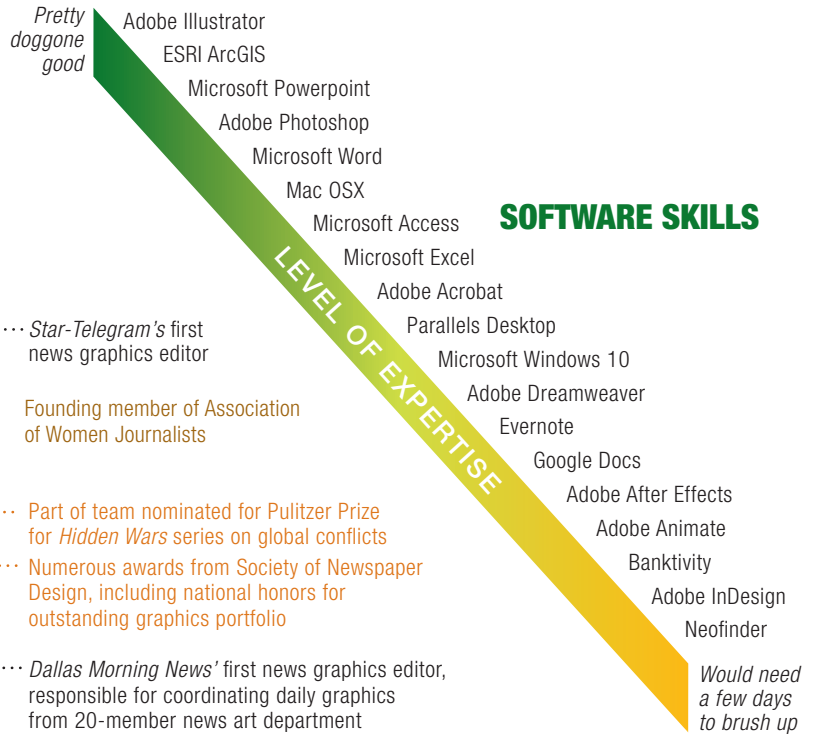 Pretty
doggone
good
Adobe Illustrator
ESRI ArcGIS
Microsoft Powerpoint
Adobe Photoshop
Microsoft Word
Mac OSX
Microsoft Access
SOFTWARE SKILLS
Microsoft Excel
Adobe Acrobat
Parallels Desktop
Microsoft Windows 10
Adobe Dreamweaver
Evernote
Google Docs
Adobe After Effects
Adobe Animate
Banktivity
Adobe InDesign
Neofinder
Would need
a few days
to brush up
LEVEL OF EXPERTISE
... Star-Telegram's first
news graphics editor
Founding member of Association
of Women Journalists
.. Part of team nominated for Pulitzer Prize
for Hidden Wars series on global conflicts
... Numerous awards from Society of Newspaper
Design, including national honors for
outstanding graphics portfolio
... Dallas Morning News' first news graphics editor,
responsible for coordinating daily graphics
from 20-member news art department